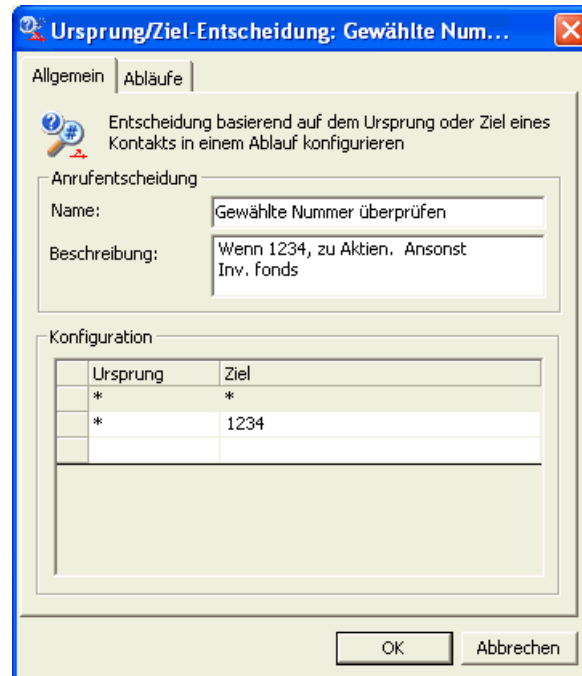 Ursprung/Ziel-Entscheidung: Gewählte Num...
Allgemein Abläufe
Entscheidung basierend auf dem Ursprung oder Ziel eines
Kontakts in einem Ablauf konfigurieren
Anrufentscheidung
Name: Gewählte Nummer überprüfen
Beschreibung: Wenn 1234, zu Aktien. Ansonst
Inv. fonds
Konfiguration
Ursprung Ziel
* *
* 1234
OK Abbrechen